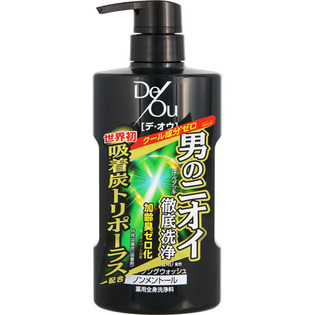 De/Ou
[デ・オウ]
クール成分ゼロ
男のニオイ
徹底洗浄
加齢臭ゼロ化
世界初
吸着炭トリポーラス
配合
ノンメントール
薬用全身洗浄料